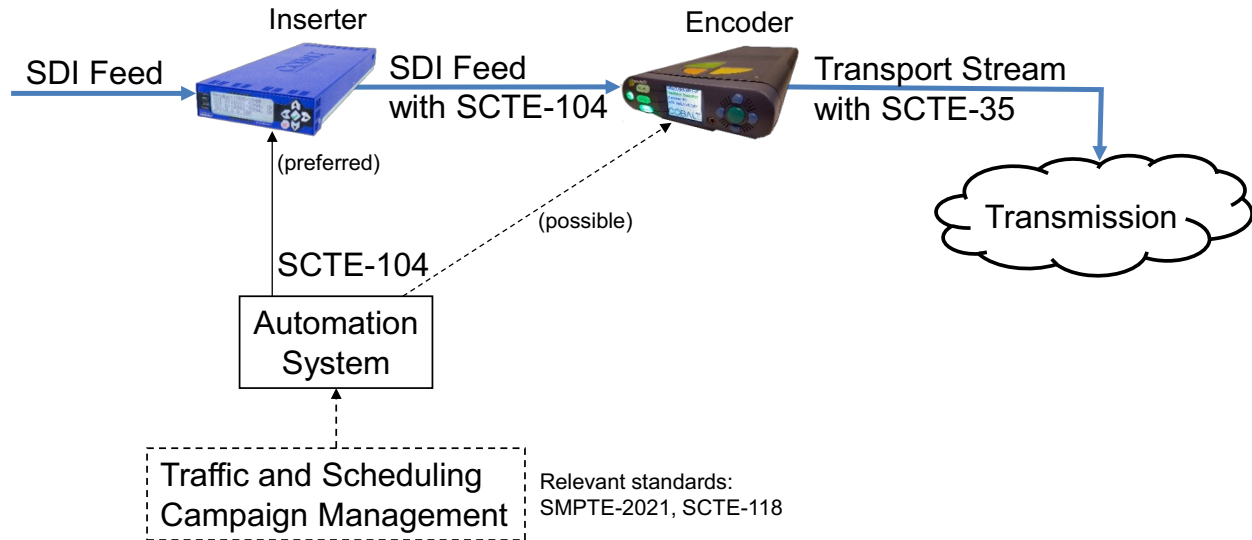 Inserter
Encoder
SDI Feed
SDI Feed
with SCTE-104
Transport Stream
with SCTE-35
COBALT
(preferred)
(possible)
Transmission
SCTE-104
Automation
System
Traffic and Scheduling
Campaign Management
Relevant standards:
SMPTE-2021, SCTE-118